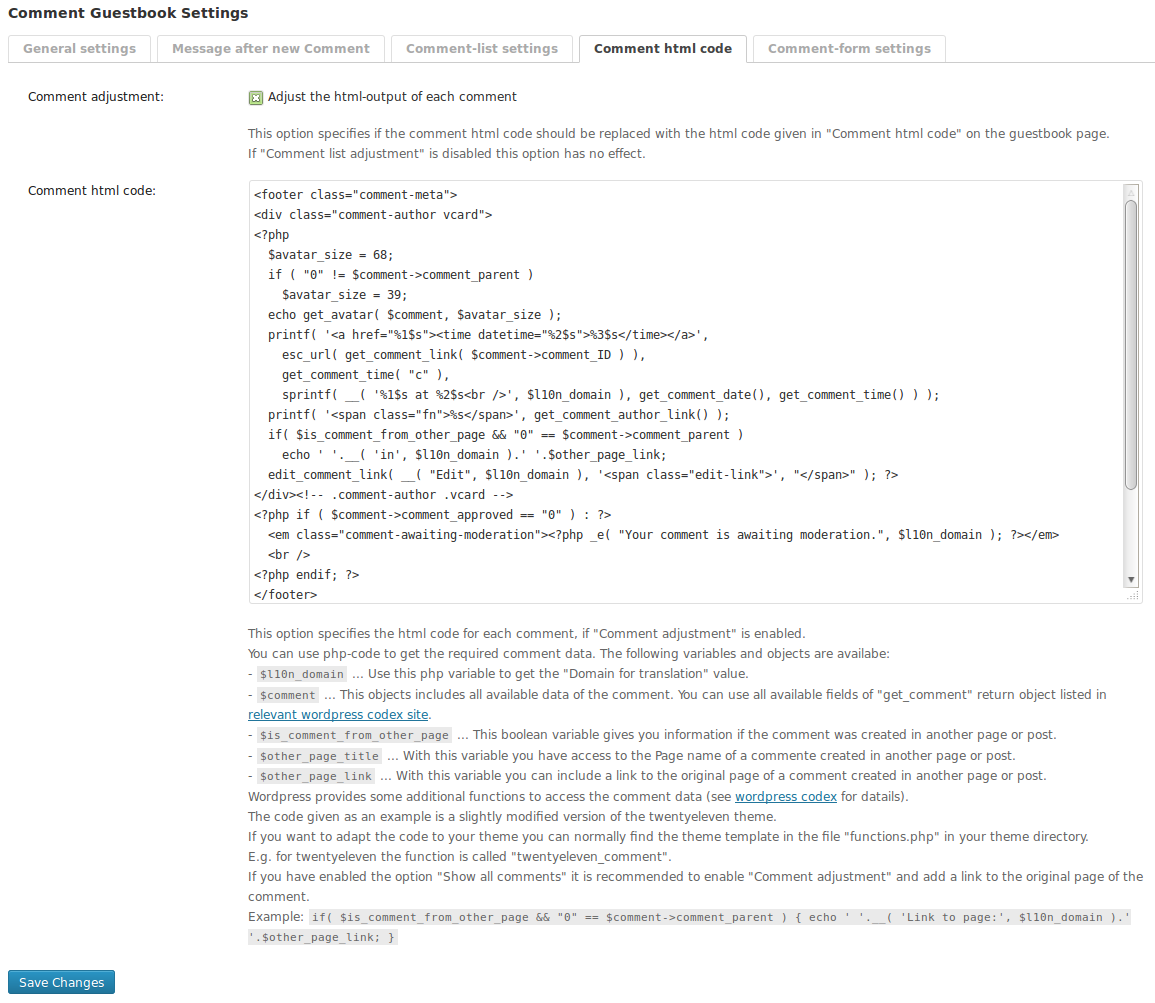 Comment Guestbook Settings
General settings
Message after new Comment
Comment-list settings
Comment html code
Comment-form settings
Comment adjustment:
Adjust the html-output of each comment
This option specifies if the comment html code should be replaced with the html code given in "Comment html code" on the guestbook page.
If "Comment list adjustment" is disabled this option has no effect.
Comment html code:
<footer class="comment-meta">
<div class="comment-author vcard">
<?php
  $avatar_size = 68;
  if ( "0" != $comment->comment_parent )
    $avatar_size = 39;
  echo get_avatar( $comment, $avatar_size );
  printf( '<a href="%1$s"><time datetime="%2$s">%3$s</time></a>',
    esc_url( get_comment_link( $comment->comment_ID ) ),
    get_comment_time( "c" ),
    sprintf( __( '%1$s at %2$s<br />', $l10n_domain ), get_comment_date(), get_comment_time() ) );
  printf( '<span class="fn">%s</span>', get_comment_author_link() );
  if( $is_comment_from_other_page && "0" == $comment->comment_parent )
    echo ' '.__( 'in', $l10n_domain ).' '.$other_page_link;
  edit_comment_link( __( "Edit", $l10n_domain ), '<span class="edit-link">', "</span>" ); ?>
</div><!-- .comment-author .vcard -->
<?php if ( $comment->comment_approved == "0" ) : ?>
  <em class="comment-awaiting-moderation"><?php _e( "Your comment is awaiting moderation.", $l10n_domain ); ?></em>
  <br />
<?php endif; ?>
</footer>
This option specifies the html code for each comment, if "Comment adjustment" is enabled.
You can use php-code to get the required comment data. The following variables and objects are availabe:
- $l10n_domain ... Use this php variable to get the "Domain for translation" value.
- $comment ... This objects includes all available data of the comment. You can use all available fields of "get_comment" return object listed in
relevant wordpress codex site.
- $is_comment_from_other_page ... This boolean variable gives you information if the comment was created in another page or post.
- $other_page_title ... With this variable you have access to the Page name of a commente created in another page or post.
- $other_page_link ... With this variable you can include a link to the original page of a comment created in another page or post.
Wordpress provides some additional functions to access the comment data (see wordpress codex for datails).
The code given as an example is a slightly modified version of the twentyeleven theme.
If you want to adapt the code to your theme you can normally find the theme template in the file "functions.php" in your theme directory.
E.g. for twentyeleven the function is called "twentyeleven_comment".
If you have enabled the option "Show all comments" it is recommended to enable "Comment adjustment" and add a link to the original page of the
comment.
Example: if( $is_comment_from_other_page && "0" == $comment->comment_parent ) { echo ' '.__( 'Link to page:', $l10n_domain ).'
'.$other_page_link; }
Save Changes